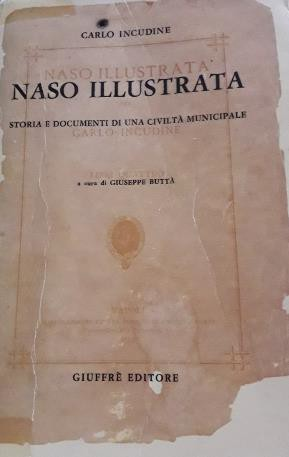 CARLO INCUDINE
NASO ILLUSTRATA
NASO ILLUSTRATA
STORIA E DOCUMENTI DI UNA CIVILTÀ MUNICIPALE
CARLO INCUDINE
a cura di GIUSEPPE BUTTÀ
NAPOLI
GIUFFRÈ EDITORE